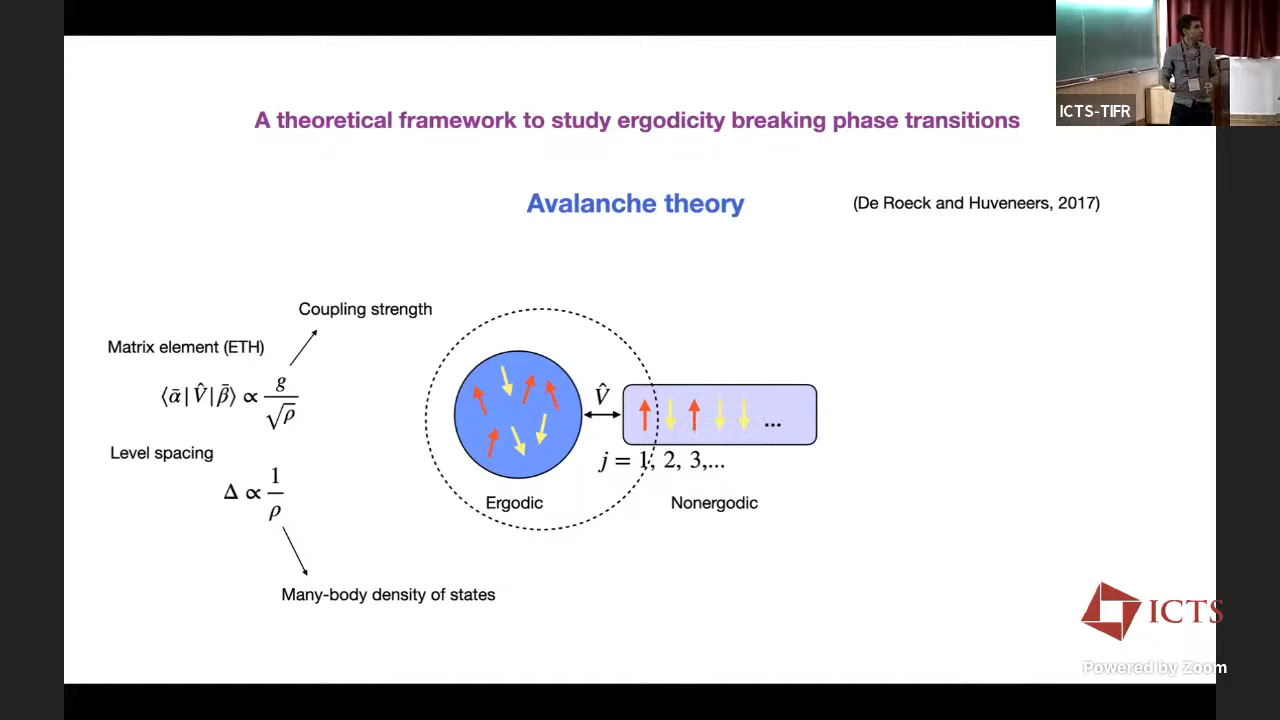 ICTS-TIFR
A theoretical framework to study ergodicity breaking phase transitions
Avalanche theory
(De Roeck and Huveneers, 2017)
Coupling strength
Matrix element (ETH)
⟨ᾱ|V̂|β̄⟩ ∝ g/√ρ
Level spacing
Δ ∝ 1/ρ
Many-body density of states
V̂
...
j = 1, 2, 3,...
Ergodic
Nonergodic
ICTS
Powered by Zoom